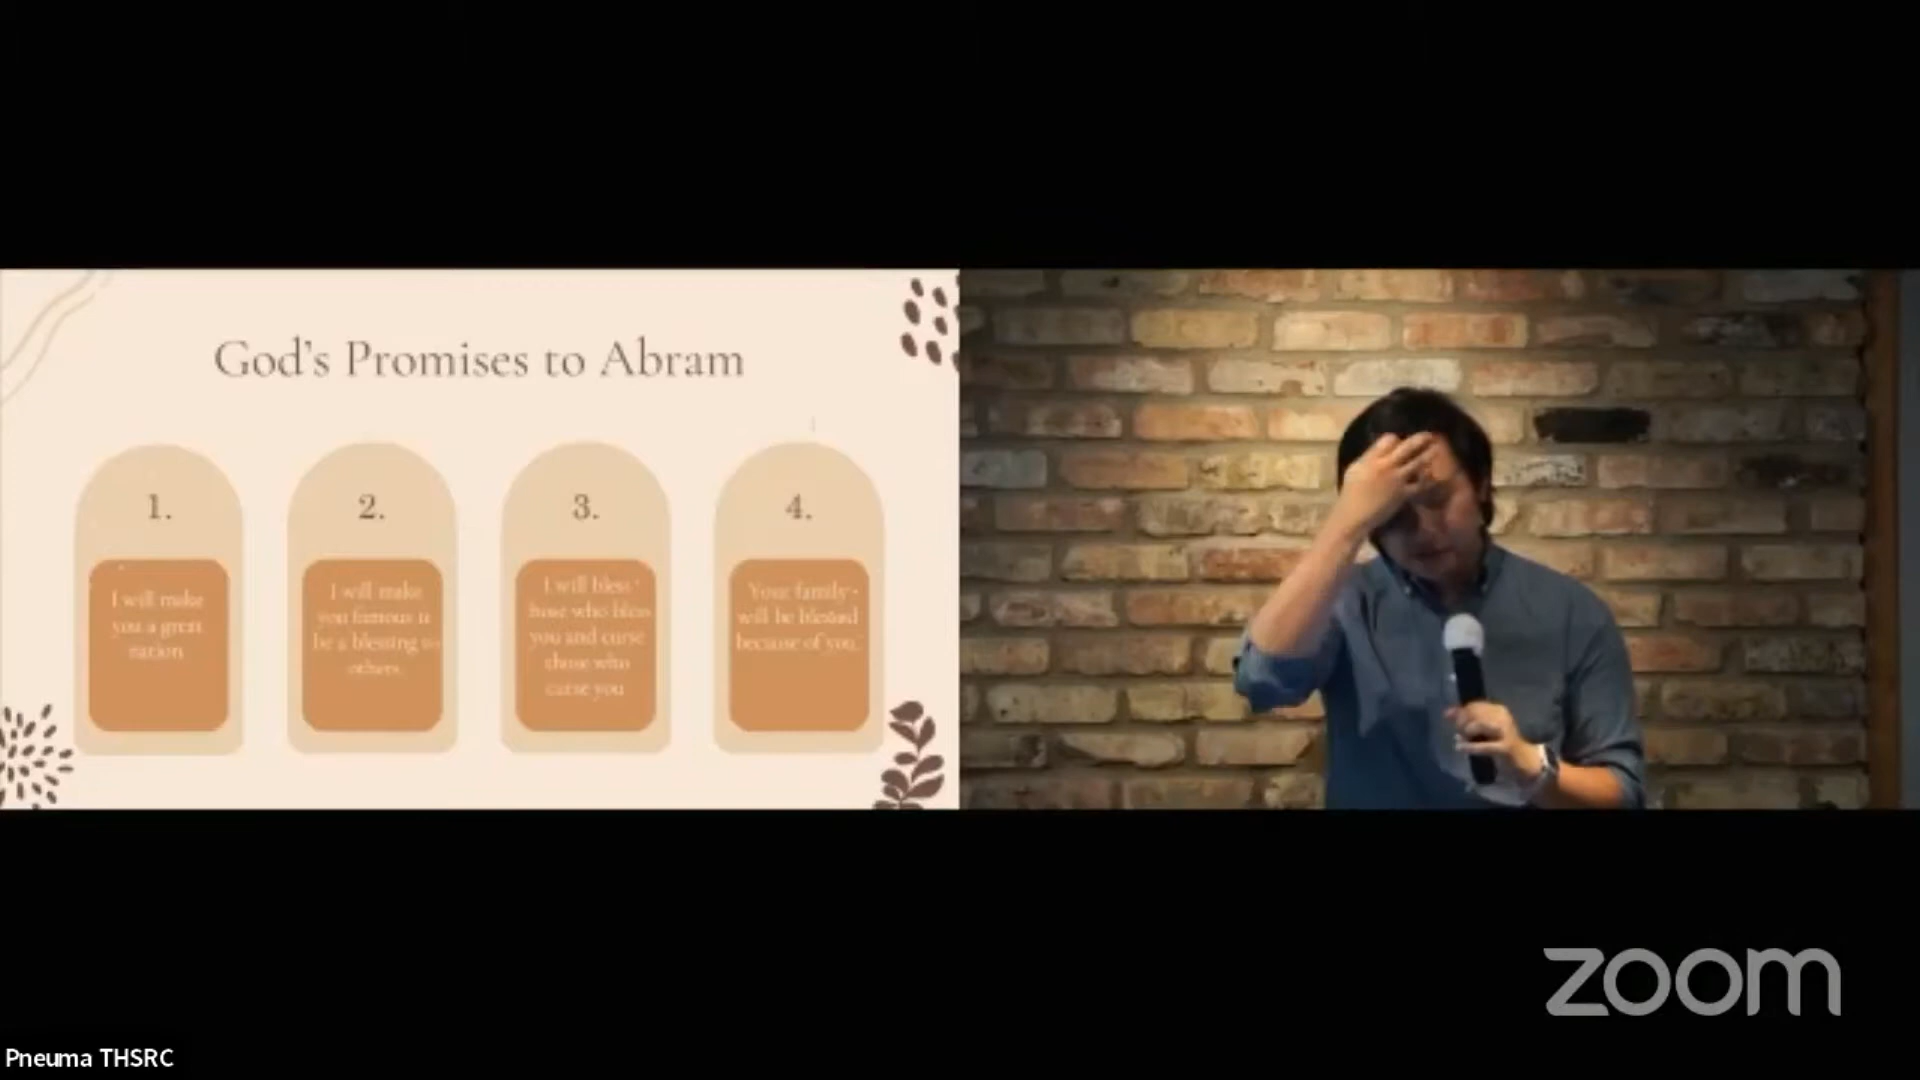 God's Promises to Abram
1.
I will make
you a great
nation
2.
I will make
you famous
be a blessing to
others.
3.
I will bless
those who bless
you and curse
those who
curse you
4.
Your family
will be blessed
because of you.
zoom
Pneuma THSRC